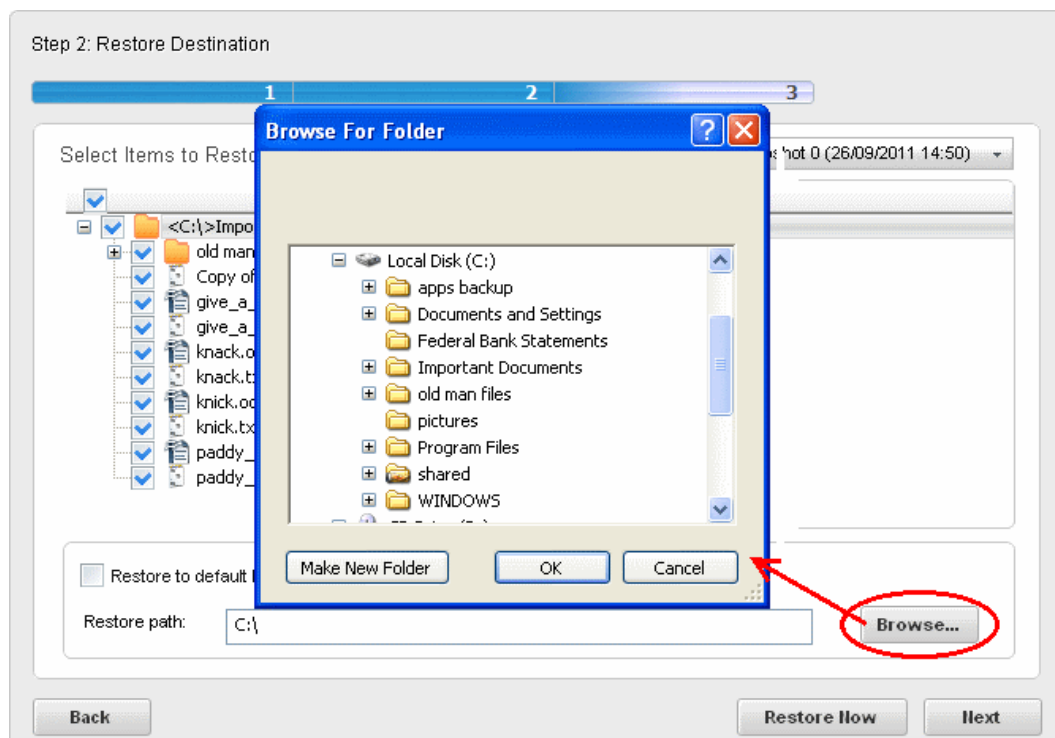 Step 2: Restore Destination
1 2 3
Browse For Folder
Select Items to Resto
hot 0 (26/09/2011 14:50)
<C:\>Impo
old man
Copy of
give_a_
give_a_
knack.o
knack.t
knick.od
knick.tx
paddy_
paddy_
Local Disk (C:)
apps backup
Documents and Settings
Federal Bank Statements
Important Documents
old man files
pictures
Program Files
shared
WINDOWS
Make New Folder
OK
Cancel
Restore to default
Restore path:
C:\
Browse...
Back
Restore Now
Next